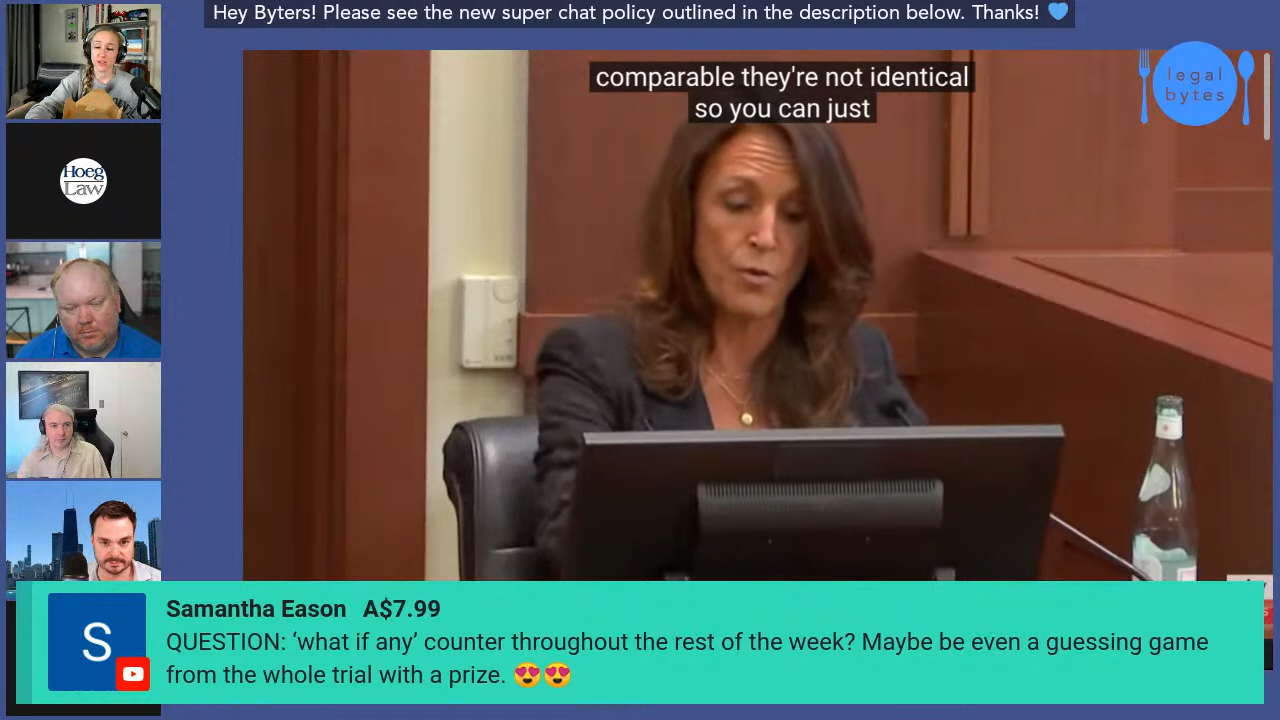 Hey Byters! Please see the new super chat policy outlined in the description below. Thanks! 💙
comparable they're not identical
so you can just
legal
bytes
Hoeg
Law
S
Samantha Eason A$7.99
QUESTION: ‘what if any’ counter throughout the rest of the week? Maybe be even a guessing game
from the whole trial with a prize. 😍😍